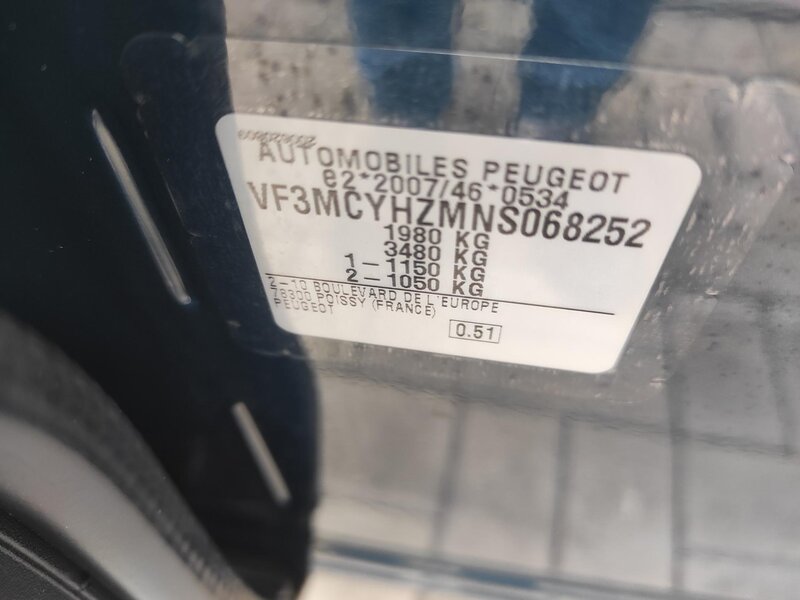 AUTOMOBILES PEUGEOT
e2*2007/46*0534
VF3MCYHZMNS068252
1980 KG
3480 KG
1 – 1150 KG
2 – 1050 KG
2–10 BOULEVARD DE L'EUROPE
78300 POISSY (FRANCE)
PEUGEOT
0.51